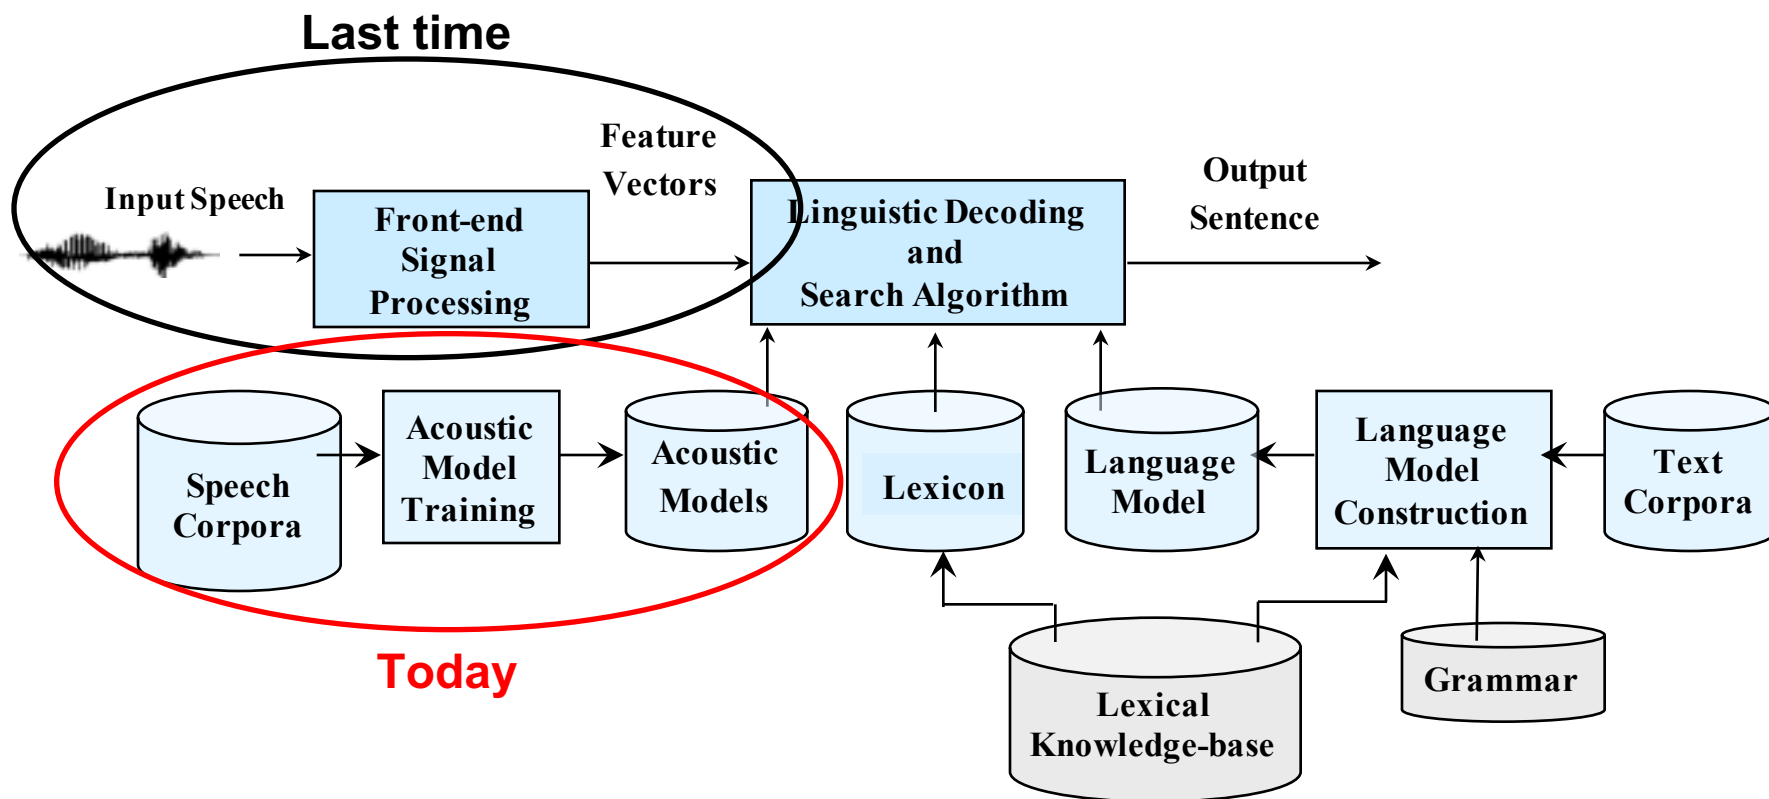 Last time
Input Speech
Front-end
Signal
Processing
Feature
Vectors
Linguistic Decoding
and
Search Algorithm
Output
Sentence
Speech
Corpora
Acoustic
Model
Training
Acoustic
Models
Lexicon
Language
Model
Language
Model
Construction
Text
Corpora
Today
Lexical
Knowledge-base
Grammar